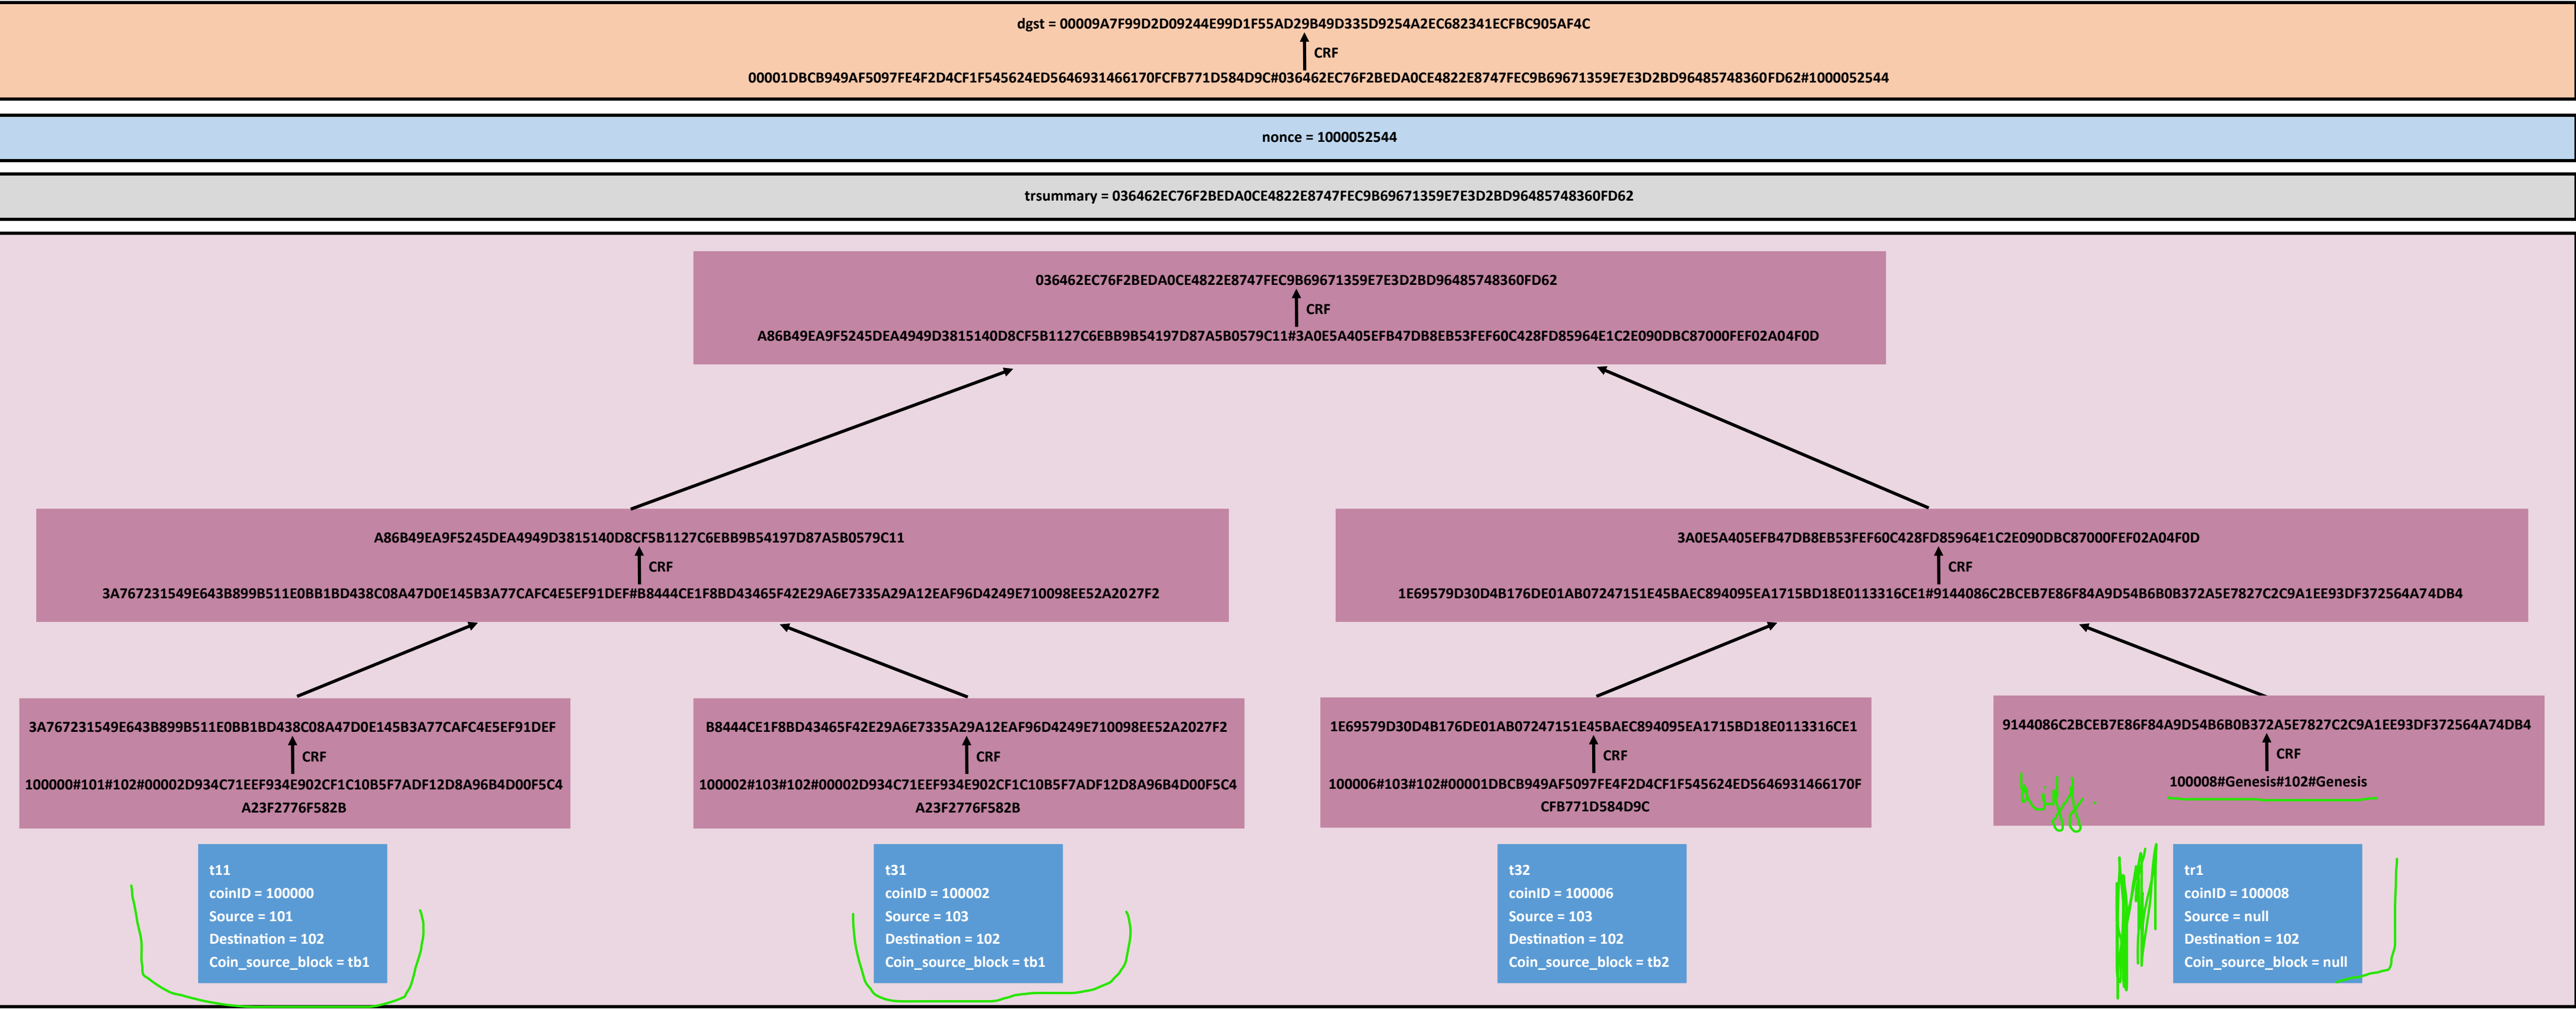 dgst = 00009A7F99D2D09244E99D1F55AD29B49D335D9254A2EC682341ECFBC905AF4C
CRF
00001DBCB949AF5097FE4F2D4CF1F545624ED5646931466170FCFB771D584D9C#036462EC76F2BEDA0CE4822E8747FEC9B69671359E7E3D2BD96485748360FD62#1000052544
nonce = 1000052544
trsummary = 036462EC76F2BEDA0CE4822E8747FEC9B69671359E7E3D2BD96485748360FD62
036462EC76F2BEDA0CE4822E8747FEC9B69671359E7E3D2BD96485748360FD62
CRF
A86B49EA9F5245DEA4949D3815140D8CF5B1127C6EBB9B54197D87A5B0579C11#3A0E5A405EFB47DB8EB53FEF60C428FD85964E1C2E090DBC87000FEF02A04F0D
A86B49EA9F5245DEA4949D3815140D8CF5B1127C6EBB9B54197D87A5B0579C11
CRF
3A767231549E643B899B511E0BB1BD438C08A47D0E145B3A77CAFC4E5EF91DEF#B8444CE1F8BD43465F42E29A6E7335A29A12EAF96D4249E710098EE52A2027F2
3A0E5A405EFB47DB8EB53FEF60C428FD85964E1C2E090DBC87000FEF02A04F0D
CRF
1E69579D30D4B176DE01AB07247151E45BAEC894095EA1715BD18E0113316CE1#9144086C2BCEB7E86F84A9D54B6B0B372A5E7827C2C9A1EE93DF372564A74DB4
3A767231549E643B899B511E0BB1BD438C08A47D0E145B3A77CAFC4E5EF91DEF
CRF
100000#101#102#00002D934C71EEF934E902CF1C10B5F7ADF12D8A96B4D00F5C4
A23F2776F582B
B8444CE1F8BD43465F42E29A6E7335A29A12EAF96D4249E710098EE52A2027F2
CRF
100002#103#102#00002D934C71EEF934E902CF1C10B5F7ADF12D8A96B4D00F5C4
A23F2776F582B
1E69579D30D4B176DE01AB07247151E45BAEC894095EA1715BD18E0113316CE1
CRF
100006#103#102#00001DBCB949AF5097FE4F2D4CF1F545624ED5646931466170F
CFB771D584D9C
9144086C2BCEB7E86F84A9D54B6B0B372A5E7827C2C9A1EE93DF372564A74DB4
CRF
100008#Genesis#102#Genesis
t11
coinID = 100000
Source = 101
Destination = 102
Coin_source_block = tb1
t31
coinID = 100002
Source = 103
Destination = 102
Coin_source_block = tb1
t32
coinID = 100006
Source = 103
Destination = 102
Coin_source_block = tb2
tr1
coinID = 100008
Source = null
Destination = 102
Coin_source_block = null